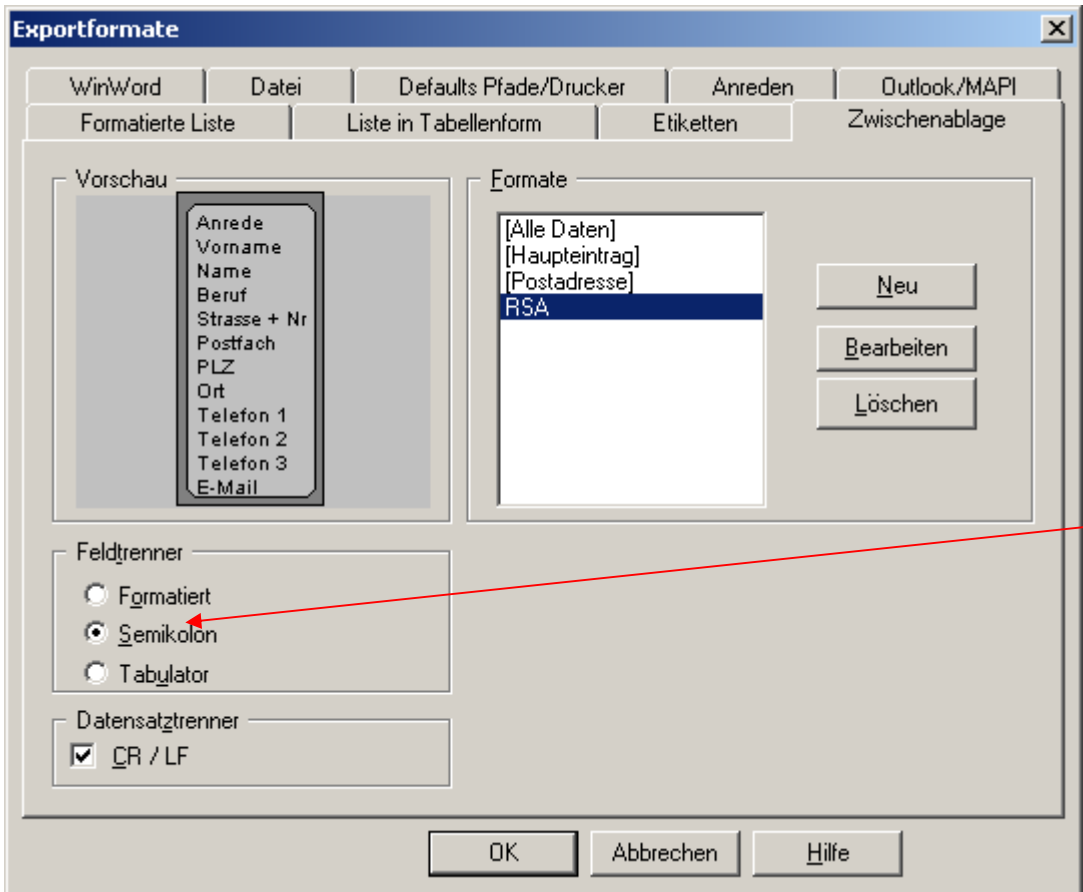 Exportformate
WinWord
Datei
Defaults Pfade/Drucker
Anreden
Outlook/MAPI
Formatierte Liste
Liste in Tabellenform
Etiketten
Zwischenablage
Vorschau
Anrede
Vorname
Name
Beruf
Strasse + Nr
Postfach
PLZ
Ort
Telefon 1
Telefon 2
Telefon 3
E-Mail
Formate
[Alle Daten]
[Haupteintrag]
[Postadresse]
RSA
Neu
Bearbeiten
Löschen
Feldtrenner
Formatiert
Semikolon
Tabulator
Datensatztrenner
CR / LF
OK
Abbrechen
Hilfe